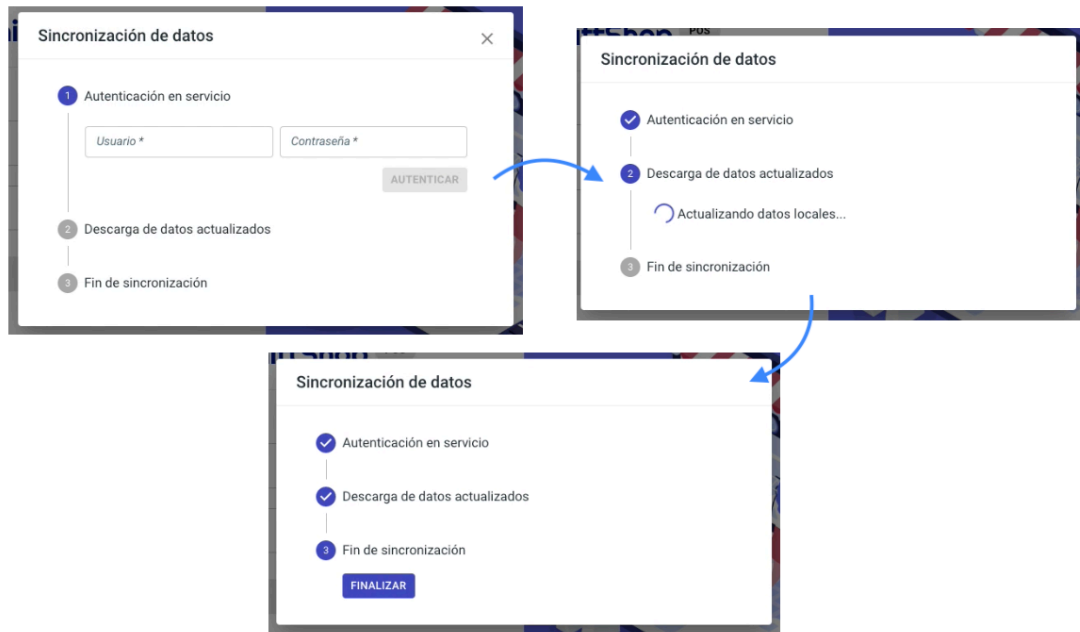 Sincronización de datos
1 Autenticación en servicio
Usuario *
Contraseña *
AUTENTICAR
2 Descarga de datos actualizados
3 Fin de sincronización
POS
Sincronización de datos
Autenticación en servicio
2 Descarga de datos actualizados
Actualizando datos locales...
3 Fin de sincronización
Sincronización de datos
Autenticación en servicio
Descarga de datos actualizados
3 Fin de sincronización
FINALIZAR